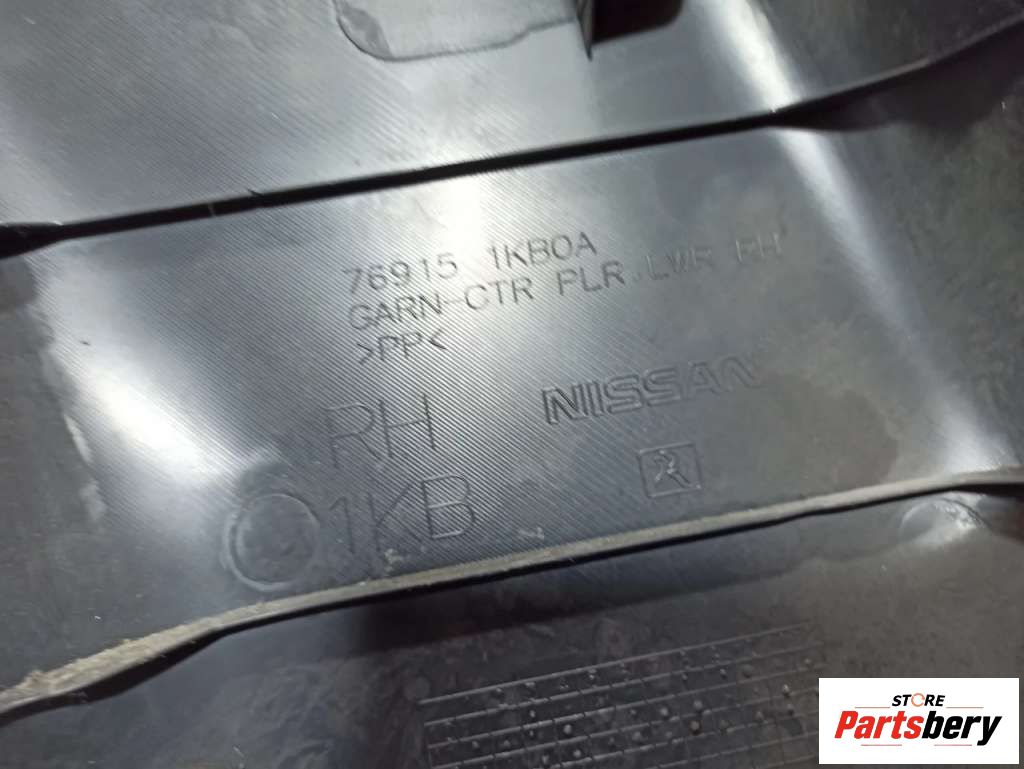 76915 1KB0A
GARN-CTR PLR.LWR RH
>PP<
RH
NISSAN
1KB
STORE
Partsbery